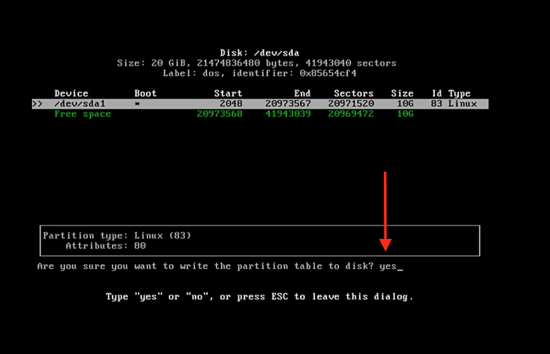 Disk: /dev/sda
Size: 20 GiB, 21474836480 bytes, 41943040 sectors
Label: dos, identifier: 0x85654cf4
Device Boot Start End Sectors Size Id Type
>> /dev/sda1 * 2048 20973567 20971520 10G 83 Linux
Free space 20973568 41943039 20969472 10G
Partition type: Linux (83)
Attributes: 80
Are you sure you want to write the partition table to disk? yes_
Type "yes" or "no", or press ESC to leave this dialog.